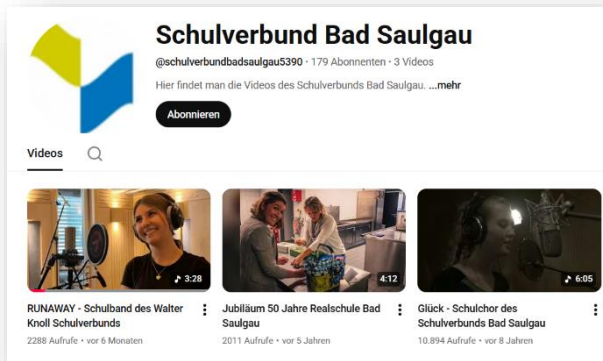 Schulverbund Bad Saulgau
@schulverbundbadsaulgau5390 · 179 Abonnenten · 3 Videos
Hier findet man die Videos des Schulverbunds Bad Saulgau. ...mehr
Abonnieren
Videos
3:28
4:12
6:05
RUNAWAY - Schulband des Walter
Knoll Schulverbunds
2288 Aufrufe · vor 6 Monaten
Jubiläum 50 Jahre Realschule Bad
Saulgau
2011 Aufrufe · vor 5 Jahren
Glück - Schulchor des
Schulverbunds Bad Saulgau
10.894 Aufrufe · vor 8 Jahren